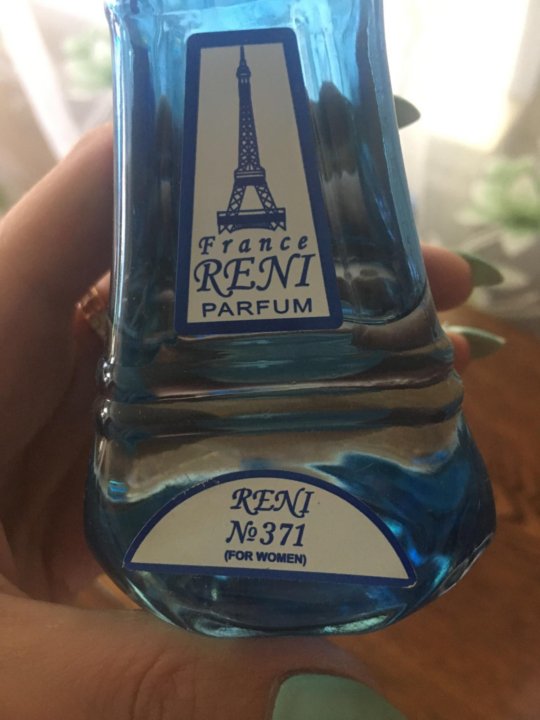 France
RENI
PARFUM
RENI
№371
(FOR WOMEN)